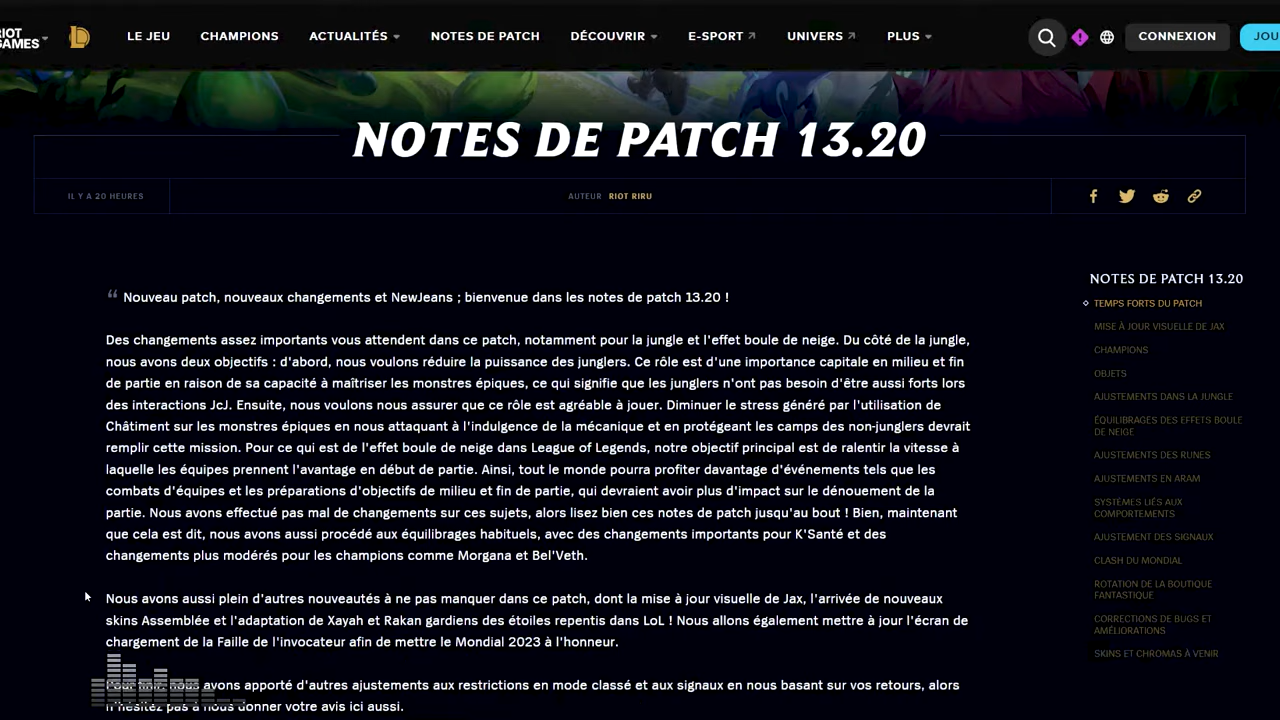 RIOT GAMES LE JEU CHAMPIONS ACTUALITÉS NOTES DE PATCH DÉCOUVRIR E-SPORT UNIVERS PLUS CONNEXION JOU
NOTES DE PATCH 13.20
IL Y A 20 HEURES AUTEUR RIOT RIRU
“ Nouveau patch, nouveaux changements et NewJeans ; bienvenue dans les notes de patch 13.20 !
Des changements assez importants vous attendent dans ce patch, notamment pour la jungle et l'effet boule de neige. Du côté de la jungle,
nous avons deux objectifs : d'abord, nous voulons réduire la puissance des junglers. Ce rôle est d'une importance capitale en milieu et fin
de partie en raison de sa capacité à maîtriser les monstres épiques, ce qui signifie que les junglers n'ont pas besoin d'être aussi forts lors
des interactions JcJ. Ensuite, nous voulons nous assurer que ce rôle est agréable à jouer. Diminuer le stress généré par l'utilisation de
Châtiment sur les monstres épiques en nous attaquant à l'indulgence de la mécanique et en protégeant les camps des non-junglers devrait
remplir cette mission. Pour ce qui est de l'effet boule de neige dans League of Legends, notre objectif principal est de ralentir la vitesse à
laquelle les équipes prennent l'avantage en début de partie. Ainsi, tout le monde pourra profiter davantage d'événements tels que les
combats d'équipes et les préparations d'objectifs de milieu et fin de partie, qui devraient avoir plus d'impact sur le dénouement de la
partie. Nous avons effectué pas mal de changements sur ces sujets, alors lisez bien ces notes de patch jusqu'au bout ! Bien, maintenant
que cela est dit, nous avons aussi procédé aux équilibrages habituels, avec des changements importants pour K'Santé et des
changements plus modérés pour les champions comme Morgana et Bel'Veth.
Nous avons aussi plein d'autres nouveautés à ne pas manquer dans ce patch, dont la mise à jour visuelle de Jax, l'arrivée de nouveaux
skins Assemblée et l'adaptation de Xayah et Rakan gardiens des étoiles repentis dans LoL ! Nous allons également mettre à jour l'écran de
chargement de la Faille de l'invocateur afin de mettre le Mondial 2023 à l'honneur.
Pour finir, nous avons apporté d'autres ajustements aux restrictions en mode classé et aux signaux en nous basant sur vos retours, alors
n'hésitez pas à nous donner votre avis ici aussi.
NOTES DE PATCH 13.20
TEMPS FORTS DU PATCH
MISE À JOUR VISUELLE DE JAX
CHAMPIONS
OBJETS
AJUSTEMENTS DANS LA JUNGLE
ÉQUILIBRAGES DES EFFETS BOULE
DE NEIGE
AJUSTEMENTS DES RUNES
AJUSTEMENTS EN ARAM
SYSTÈMES LIÉS AUX
COMPORTEMENTS
AJUSTEMENT DES SIGNAUX
CLASH DU MONDIAL
ROTATION DE LA BOUTIQUE
FANTASTIQUE
CORRECTIONS DE BUGS ET
AMÉLIORATIONS
SKINS ET CHROMAS À VENIR